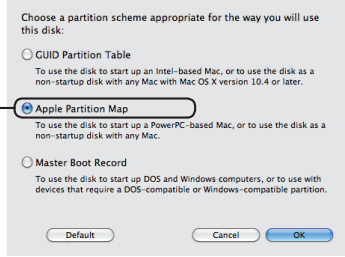 Choose a partition scheme appropriate for the way you will use
this disk:
GUID Partition Table
To use the disk to start up an Intel-based Mac, or to use the disk as a
non-startup disk with any Mac with Mac OS X version 10.4 or later.
Apple Partition Map
To use the disk to start up a PowerPC-based Mac, or to use the disk as a
non-startup disk with any Mac.
Master Boot Record
To use the disk to start up DOS and Windows computers, or to use with
devices that require a DOS-compatible or Windows-compatible partition.
Default Cancel OK